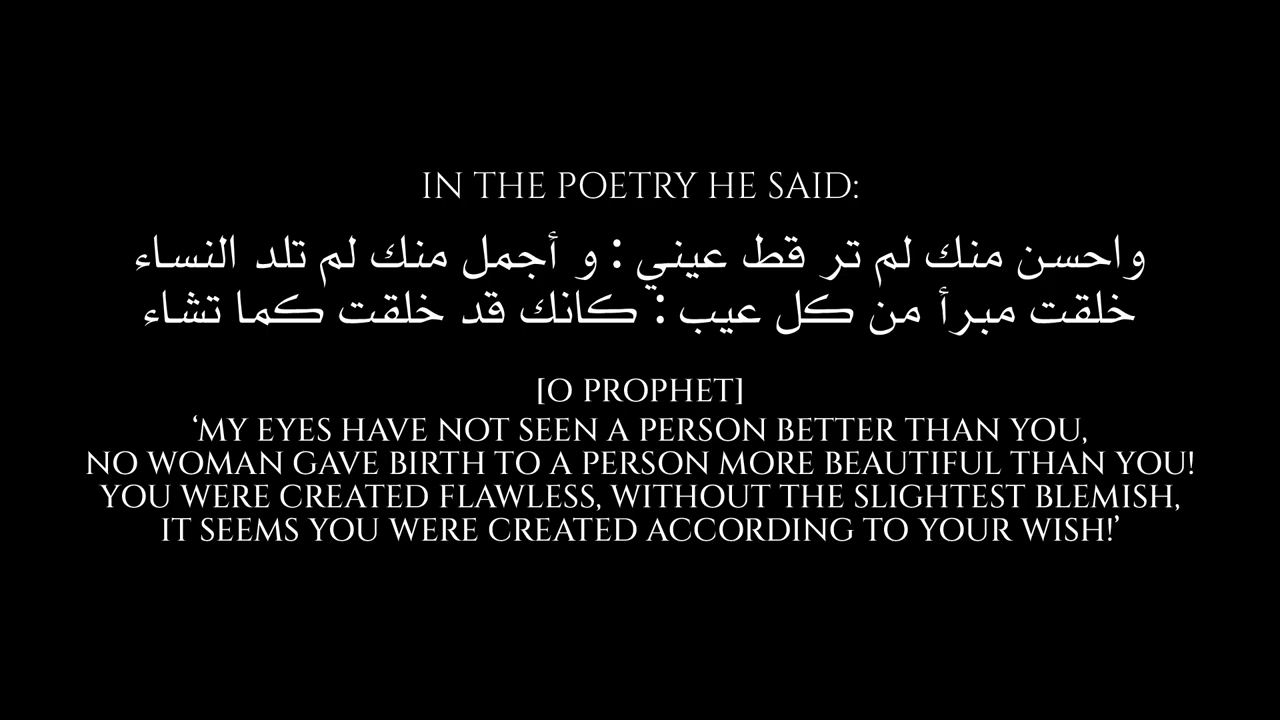 IN THE POETRY HE SAID:
واحسن منك لم تر قط عيني : و أجمل منك لم تلد النساء
خلقت مبرأ من كل عيب : كانك قد خلقت كما تشاء
[O PROPHET]
‘MY EYES HAVE NOT SEEN A PERSON BETTER THAN YOU,
NO WOMAN GAVE BIRTH TO A PERSON MORE BEAUTIFUL THAN YOU!
YOU WERE CREATED FLAWLESS, WITHOUT THE SLIGHTEST BLEMISH,
IT SEEMS YOU WERE CREATED ACCORDING TO YOUR WISH!’